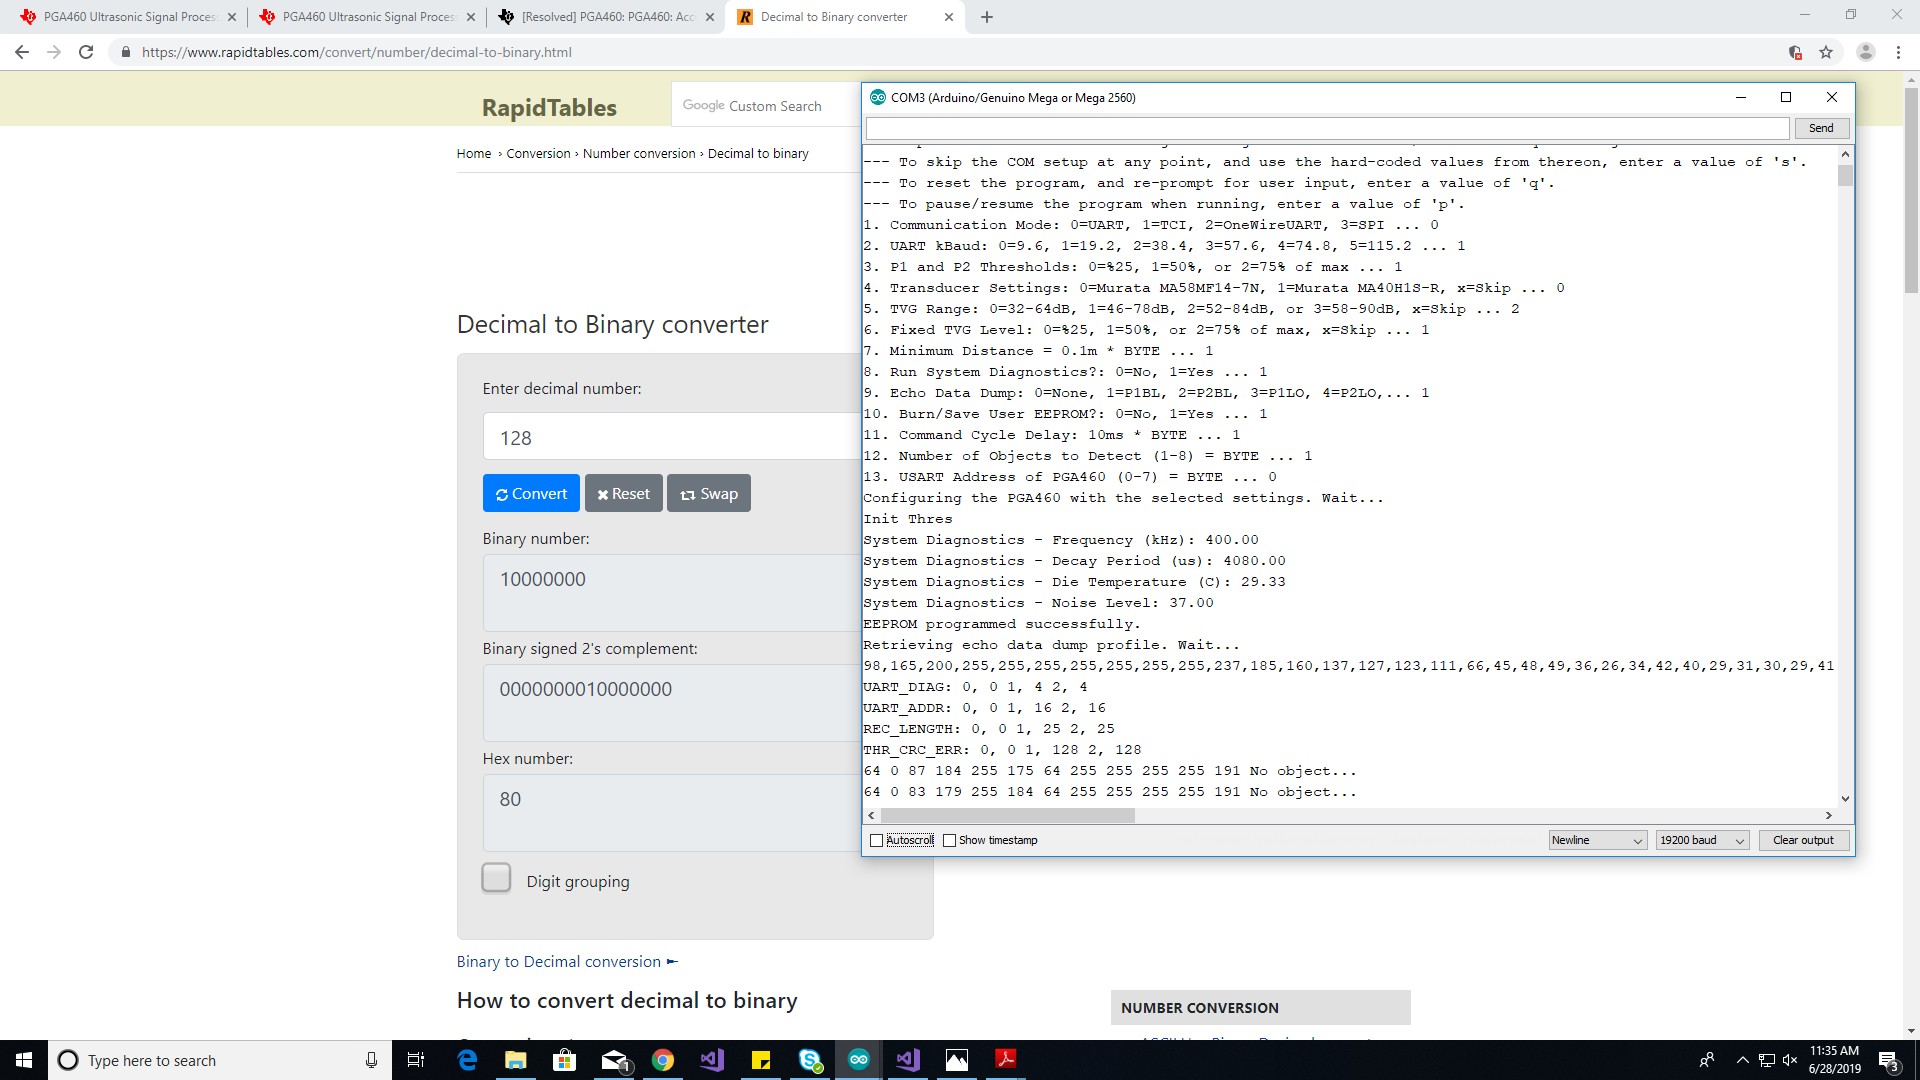 PGA460 Ultrasonic Signal Proces
PGA460 Ultrasonic Signal Proces
[Resolved] PGA460: PGA460: Acc
Decimal to Binary converter
https://www.rapidtables.com/convert/number/decimal-to-binary.html
RapidTables
Google Custom Search
Home › Conversion › Number conversion › Decimal to binary
Decimal to Binary converter
Enter decimal number:
128
Convert
Reset
Swap
Binary number:
10000000
Binary signed 2's complement:
0000000010000000
Hex number:
80
Digit grouping
Binary to Decimal conversion ►
How to convert decimal to binary
NUMBER CONVERSION
COM3 (Arduino/Genuino Mega or Mega 2560)
Send
--- To skip the COM setup at any point, and use the hard-coded values from thereon, enter a value of 's'.
--- To reset the program, and re-prompt for user input, enter a value of 'q'.
--- To pause/resume the program when running, enter a value of 'p'.
1. Communication Mode: 0=UART, 1=TCI, 2=OneWireUART, 3=SPI ... 0
2. UART kBaud: 0=9.6, 1=19.2, 2=38.4, 3=57.6, 4=74.8, 5=115.2 ... 1
3. P1 and P2 Thresholds: 0=%25, 1=50%, or 2=75% of max ... 1
4. Transducer Settings: 0=Murata MA58MF14-7N, 1=Murata MA40H1S-R, x=Skip ... 0
5. TVG Range: 0=32-64dB, 1=46-78dB, 2=52-84dB, or 3=58-90dB, x=Skip ... 2
6. Fixed TVG Level: 0=%25, 1=50%, or 2=75% of max, x=Skip ... 1
7. Minimum Distance = 0.1m * BYTE ... 1
8. Run System Diagnostics?: 0=No, 1=Yes ... 1
9. Echo Data Dump: 0=None, 1=P1BL, 2=P2BL, 3=P1LO, 4=P2LO,... 1
10. Burn/Save User EEPROM?: 0=No, 1=Yes ... 1
11. Command Cycle Delay: 10ms * BYTE ... 1
12. Number of Objects to Detect (1-8) = BYTE ... 1
13. USART Address of PGA460 (0-7) = BYTE ... 0
Configuring the PGA460 with the selected settings. Wait...
Init Thres
System Diagnostics - Frequency (kHz): 400.00
System Diagnostics - Decay Period (us): 4080.00
System Diagnostics - Die Temperature (C): 29.33
System Diagnostics - Noise Level: 37.00
EEPROM programmed successfully.
Retrieving echo data dump profile. Wait...
98,165,200,255,255,255,255,255,255,255,237,185,160,137,127,123,111,66,45,48,49,36,26,34,42,40,29,31,30,29,41
UART_DIAG: 0, 0 1, 4 2, 4
UART_ADDR: 0, 0 1, 16 2, 16
REC_LENGTH: 0, 0 1, 25 2, 25
THR_CRC_ERR: 0, 0 1, 128 2, 128
64 0 87 184 255 175 64 255 255 255 255 191 No object...
64 0 83 179 255 184 64 255 255 255 255 191 No object...
Autoscroll
Show timestamp
Newline
19200 baud
Clear output
Type here to search
1
11:35 AM
6/28/2019
3